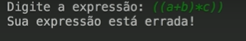 Digite a expressão: ((a+b)*c))
Sua expressão está errada!